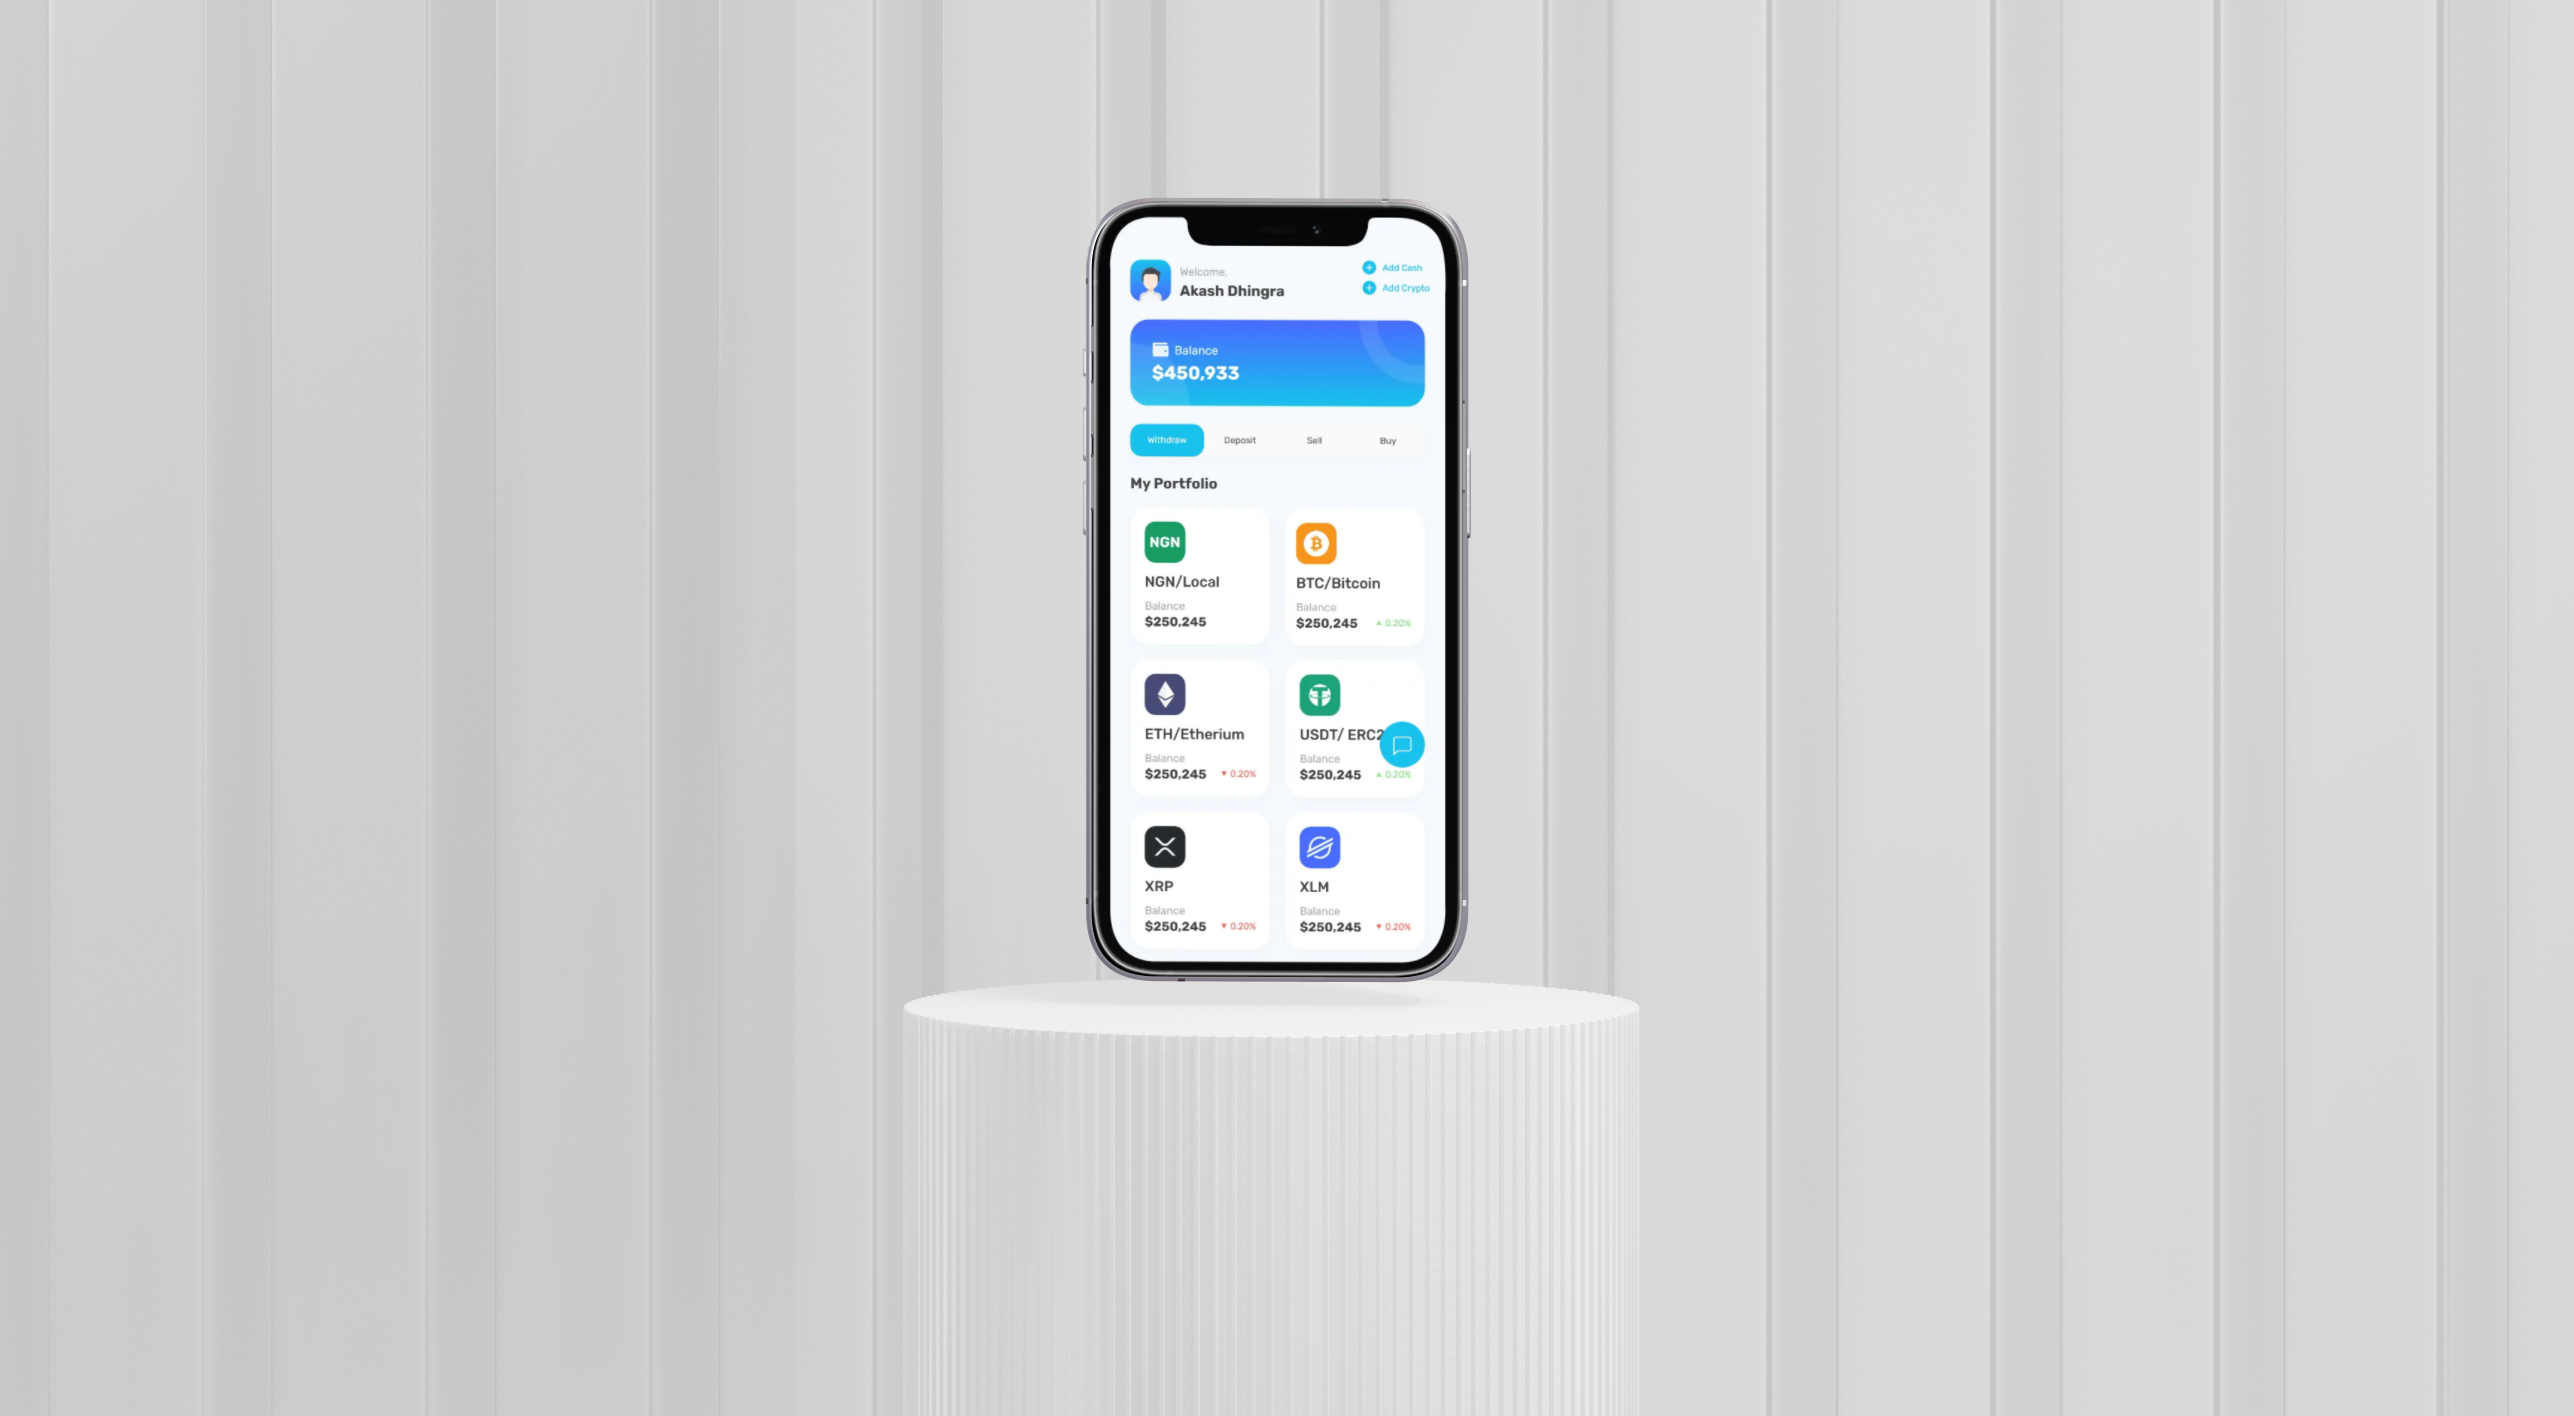 Welcome,
Akash Dhingra
Add Cash
Add Crypto
Balance
$450,933
Withdraw
Deposit
Sell
Buy
My Portfolio
NGN
NGN/Local
Balance
$250,245
BTC/Bitcoin
Balance
$250,245
0.20%
ETH/Etherium
Balance
$250,245
0.20%
USDT/ ERC2
Balance
$250,245
0.20%
XRP
Balance
$250,245
0.20%
XLM
Balance
$250,245
0.20%